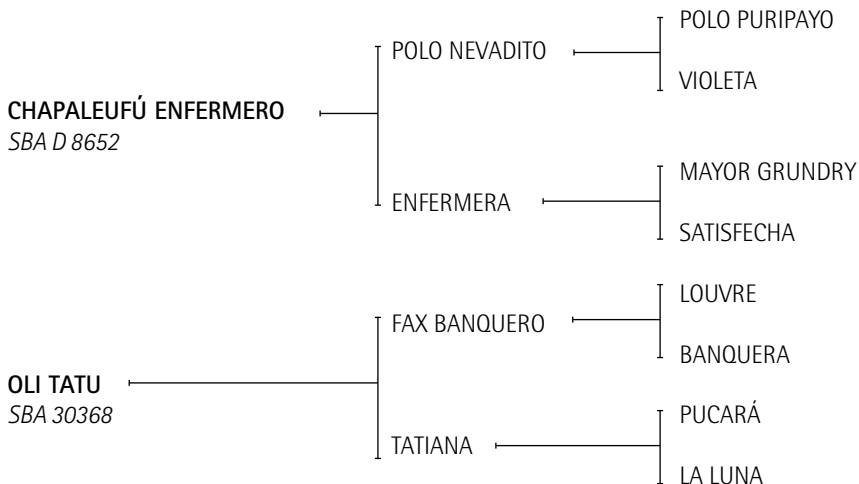 POLO PURIPAYO
POLO NEVADITO
VIOLETA
CHAPALEUFÚ ENFERMERO
SBA D 8652
MAYOR GRUNDRY
ENFERMERA
SATISFECHA
LOUVRE
FAX BANQUERO
BANQUERA
OLI TATU
SBA 30368
PUCARÁ
TATIANA
LA LUNA